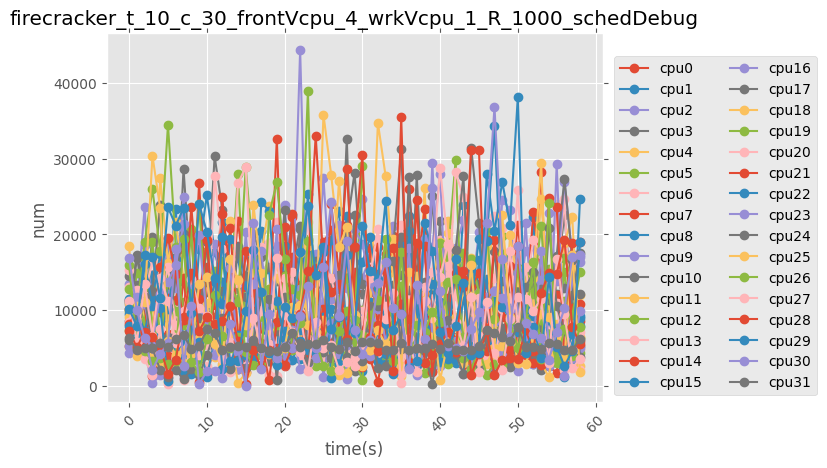 firecracker_t_10_c_30_frontVcpu_4_wrkVcpu_1_R_1000_schedDebug
num
40000
30000
20000
10000
0
0
10
20
30
40
50
60
time(s)
cpu0
cpu1
cpu2
cpu3
cpu4
cpu5
cpu6
cpu7
cpu8
cpu9
cpu10
cpu11
cpu12
cpu13
cpu14
cpu15
cpu16
cpu17
cpu18
cpu19
cpu20
cpu21
cpu22
cpu23
cpu24
cpu25
cpu26
cpu27
cpu28
cpu29
cpu30
cpu31